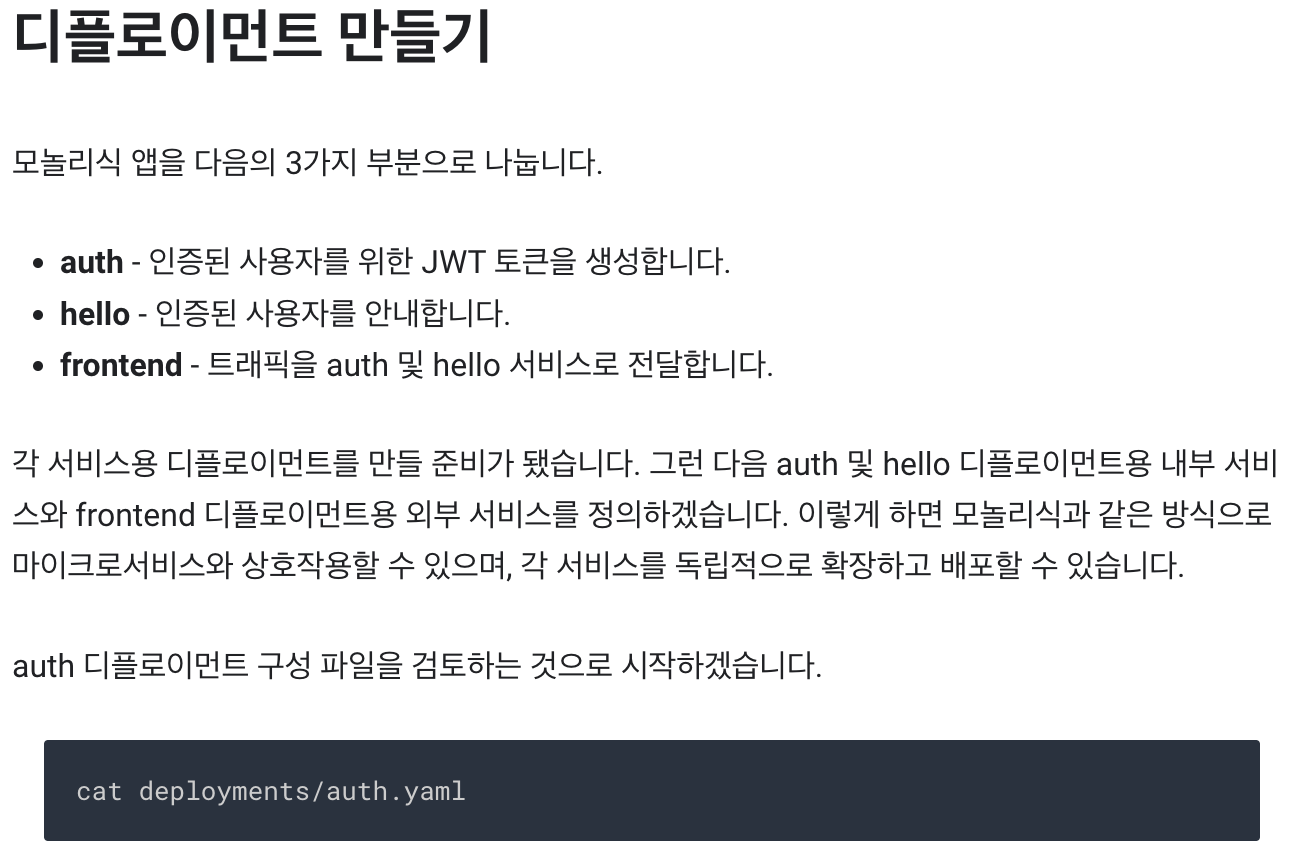 디플로이먼트 만들기
모놀리식 앱을 다음의 3가지 부분으로 나눕니다.
• auth - 인증된 사용자를 위한 JWT 토큰을 생성합니다.
• hello - 인증된 사용자를 안내합니다.
• frontend - 트래픽을 auth 및 hello 서비스로 전달합니다.
각 서비스용 디플로이먼트를 만들 준비가 됐습니다. 그런 다음 auth 및 hello 디플로이먼트용 내부 서비
스와 frontend 디플로이먼트용 외부 서비스를 정의하겠습니다. 이렇게 하면 모놀리식과 같은 방식으로
마이크로서비스와 상호작용할 수 있으며, 각 서비스를 독립적으로 확장하고 배포할 수 있습니다.
auth 디플로이먼트 구성 파일을 검토하는 것으로 시작하겠습니다.
cat deployments/auth.yaml